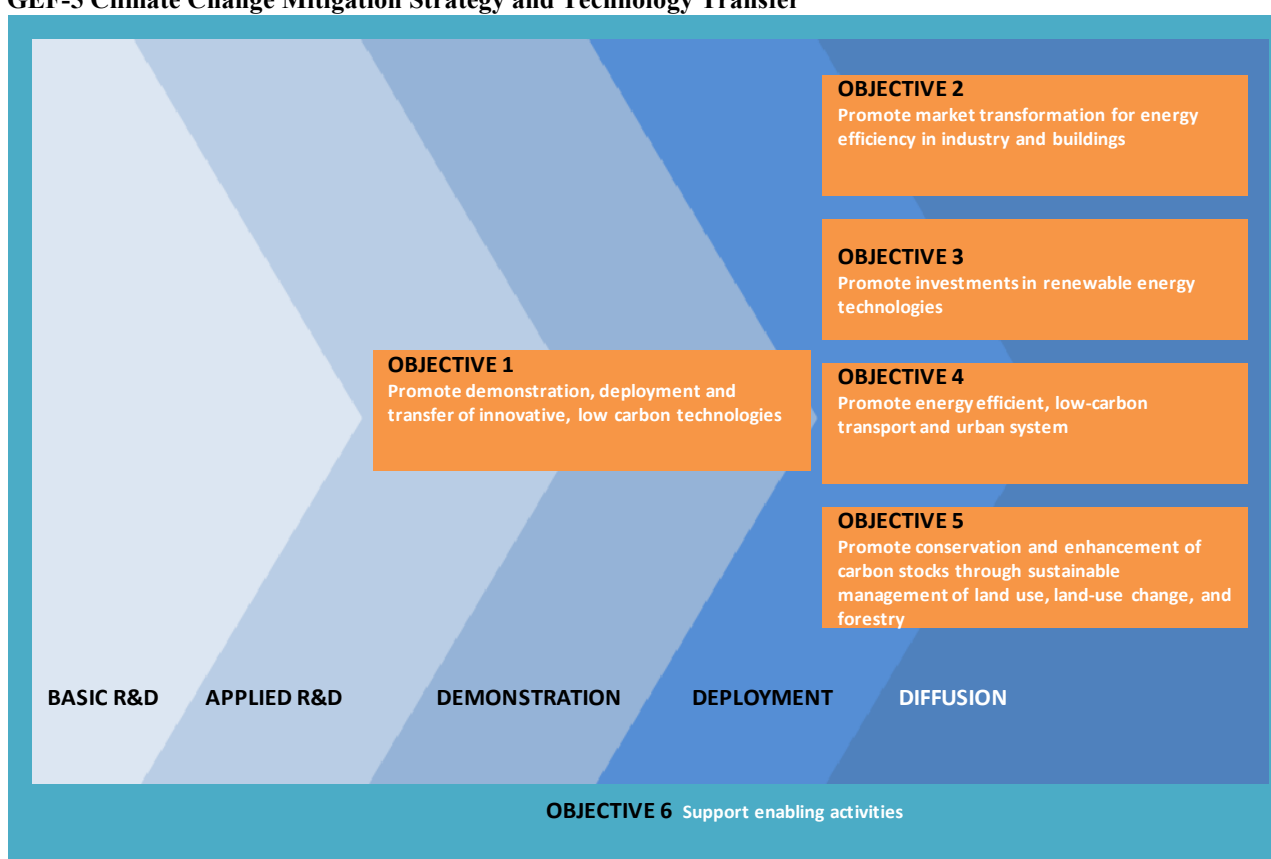 GEF-5 Climate Change Mitigation Strategy and Technology Transfer
OBJECTIVE 2
Promote market transformation for energy
efficiency in industry and buildings
OBJECTIVE 3
Promote investments in renewable energy
technologies
OBJECTIVE 1
Promote demonstration, deployment and
transfer of innovative, low carbon technologies
OBJECTIVE 4
Promote energy efficient, low-carbon
transport and urban system
OBJECTIVE 5
Promote conservation and enhancement of
carbon stocks through sustainable
management of land use, land-use change, and
forestry
BASIC R&D APPLIED R&D DEMONSTRATION DEPLOYMENT DIFFUSION
OBJECTIVE 6 Support enabling activities